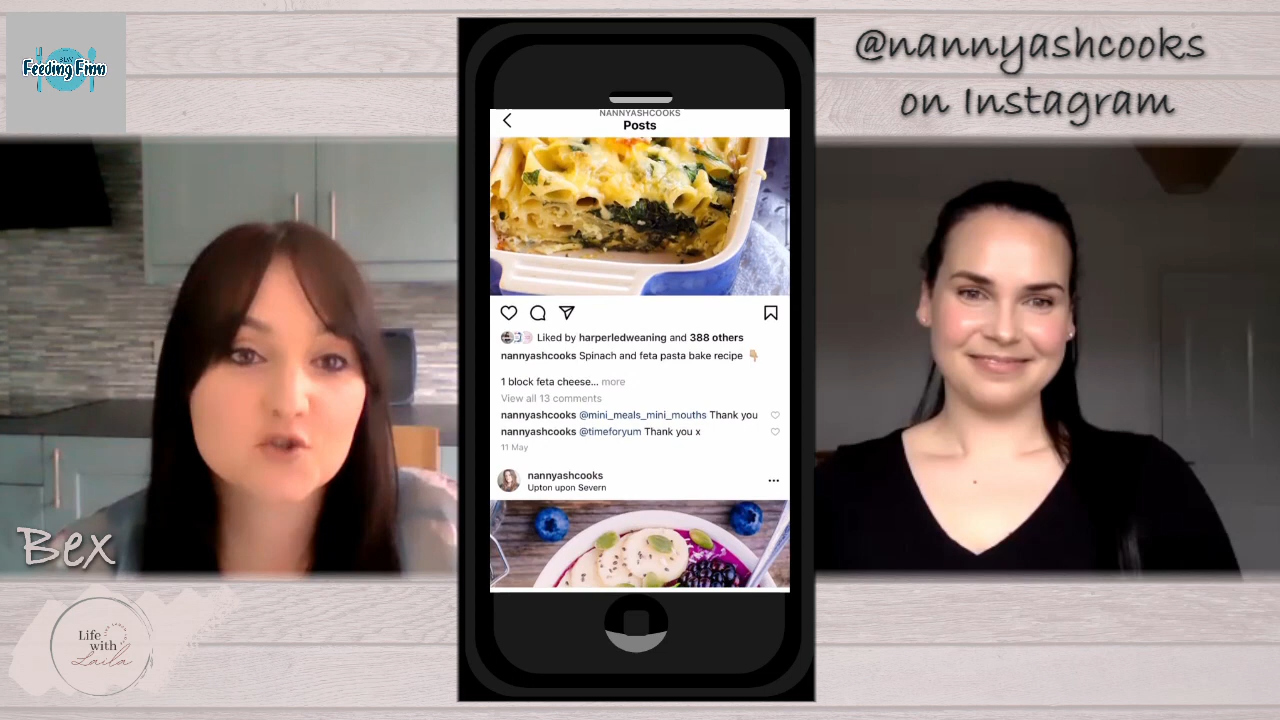 Feeding Finn
@nannyashcooks
on Instagram
NANNYASHCOOKS
Posts
Liked by harperledweaning and 388 others
nannyashcooks Spinach and feta pasta bake recipe 👇🏼
1 block feta cheese... more
View all 13 comments
nannyashcooks @mini_meals_mini_mouths Thank you
nannyashcooks @timeforyum Thank you x
11 May
nannyashcooks
Upton upon Severn
Bex
Life
with
Laila